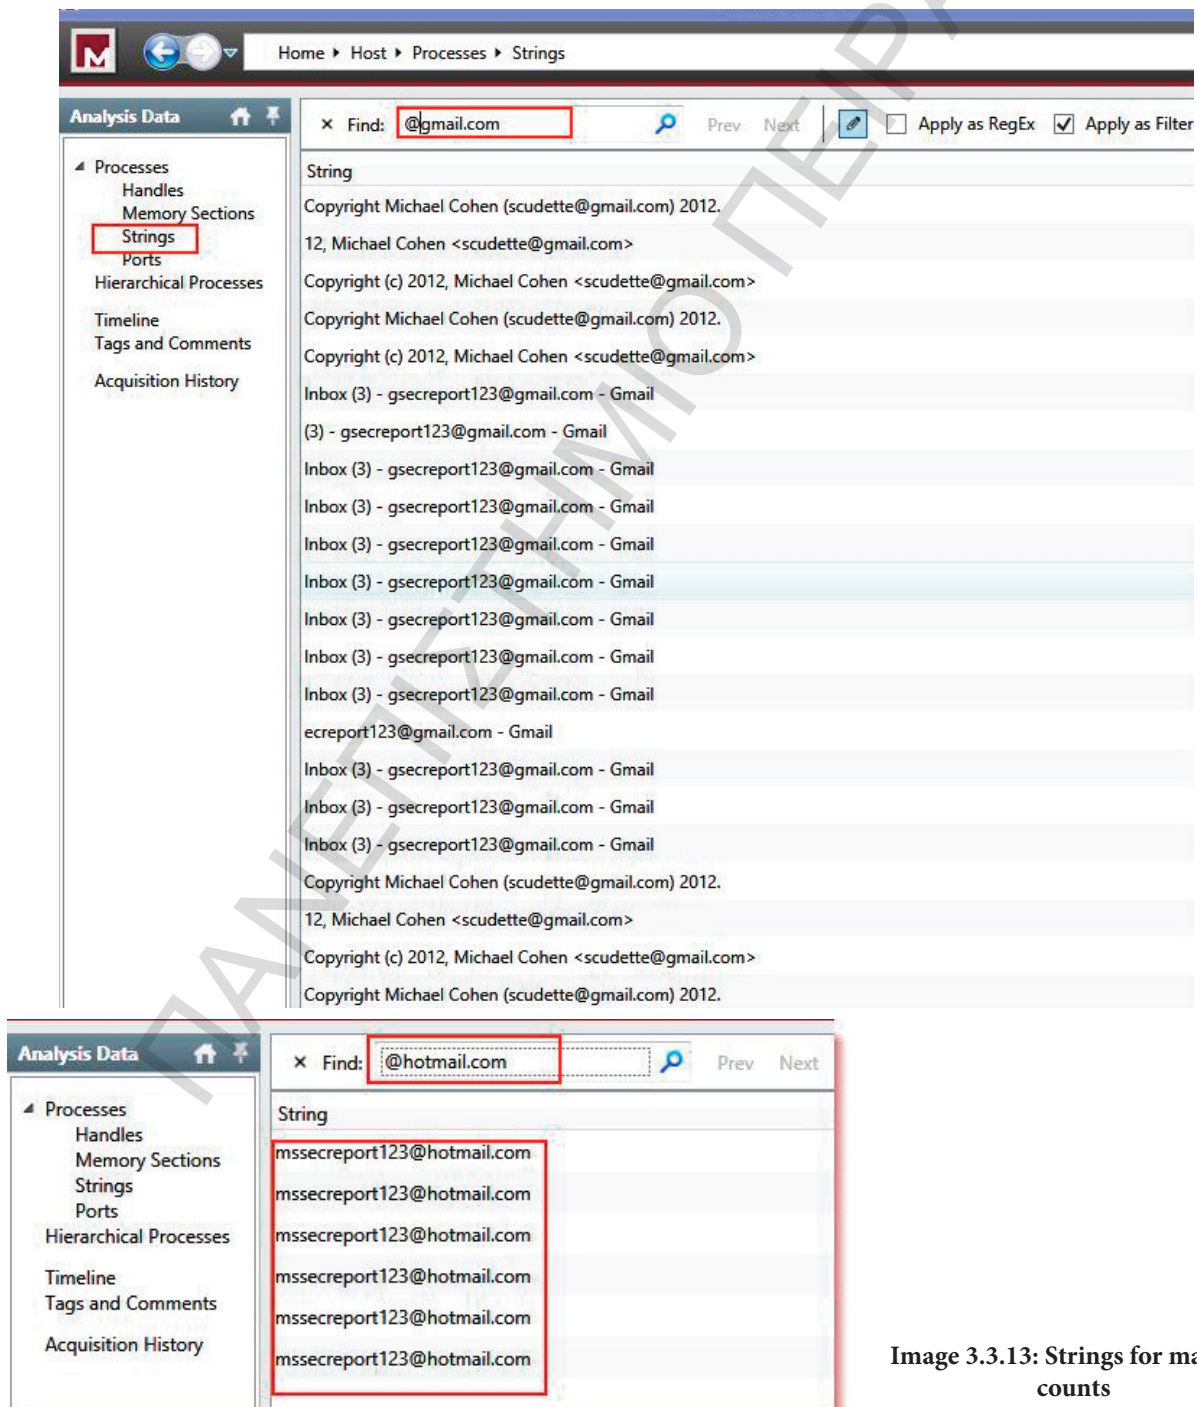 Home ▸ Host ▸ Processes ▸ Strings
Analysis Data
× Find: @gmail.com Prev Next Apply as RegEx Apply as Filter
Processes
Handles
Memory Sections
Strings
Ports
Hierarchical Processes
Timeline
Tags and Comments
Acquisition History
String
Copyright Michael Cohen (scudette@gmail.com) 2012.
12, Michael Cohen <scudette@gmail.com>
Copyright (c) 2012, Michael Cohen <scudette@gmail.com>
Copyright Michael Cohen (scudette@gmail.com) 2012.
Copyright (c) 2012, Michael Cohen <scudette@gmail.com>
Inbox (3) - gsecreport123@gmail.com - Gmail
(3) - gsecreport123@gmail.com - Gmail
Inbox (3) - gsecreport123@gmail.com - Gmail
Inbox (3) - gsecreport123@gmail.com - Gmail
Inbox (3) - gsecreport123@gmail.com - Gmail
Inbox (3) - gsecreport123@gmail.com - Gmail
Inbox (3) - gsecreport123@gmail.com - Gmail
Inbox (3) - gsecreport123@gmail.com - Gmail
Inbox (3) - gsecreport123@gmail.com - Gmail
ecreport123@gmail.com - Gmail
Inbox (3) - gsecreport123@gmail.com - Gmail
Inbox (3) - gsecreport123@gmail.com - Gmail
Inbox (3) - gsecreport123@gmail.com - Gmail
Copyright Michael Cohen (scudette@gmail.com) 2012.
12, Michael Cohen <scudette@gmail.com>
Copyright (c) 2012, Michael Cohen <scudette@gmail.com>
Copyright Michael Cohen (scudette@gmail.com) 2012.
Analysis Data
× Find: @hotmail.com Prev Next
Processes
Handles
Memory Sections
Strings
Ports
Hierarchical Processes
Timeline
Tags and Comments
Acquisition History
String
mssecreport123@hotmail.com
mssecreport123@hotmail.com
mssecreport123@hotmail.com
mssecreport123@hotmail.com
mssecreport123@hotmail.com
mssecreport123@hotmail.com
Image 3.3.13: Strings for ma
counts
ΠΑΝΕΠΙΣΤΗΜΙΟ ΠΕΙΡΑ